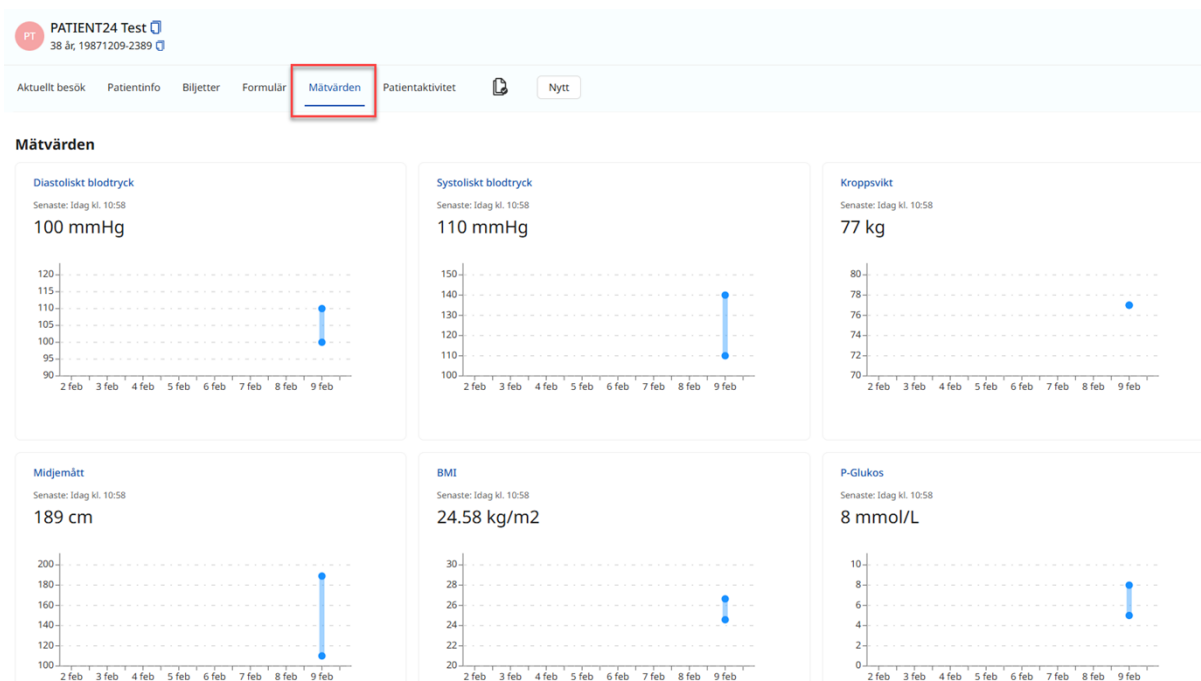 PT
PATIENT24 Test
38 år, 19871209-2389
Aktuellt besök Patientinfo Biljetter Formulär Mätvärden Patientaktivitet Nytt
Mätvärden
Diastoliskt blodtryck
Senaste: Idag kl. 10:58
100 mmHg
120
115
110
105
100
95
90
2 feb 3 feb 4 feb 5 feb 6 feb 7 feb 8 feb 9 feb
Systoliskt blodtryck
Senaste: Idag kl. 10:58
110 mmHg
150
140
130
120
110
100
2 feb 3 feb 4 feb 5 feb 6 feb 7 feb 8 feb 9 feb
Kroppsvikt
Senaste: Idag kl. 10:58
77 kg
80
78
76
74
72
70
2 feb 3 feb 4 feb 5 feb 6 feb 7 feb 8 feb 9 feb
Midjemått
Senaste: Idag kl. 10:58
189 cm
200
180
160
140
120
100
2 feb 3 feb 4 feb 5 feb 6 feb 7 feb 8 feb 9 feb
BMI
Senaste: Idag kl. 10:58
24.58 kg/m2
30
28
26
24
22
20
2 feb 3 feb 4 feb 5 feb 6 feb 7 feb 8 feb 9 feb
P-Glukos
Senaste: Idag kl. 10:58
8 mmol/L
10
8
6
4
2
0
2 feb 3 feb 4 feb 5 feb 6 feb 7 feb 8 feb 9 feb